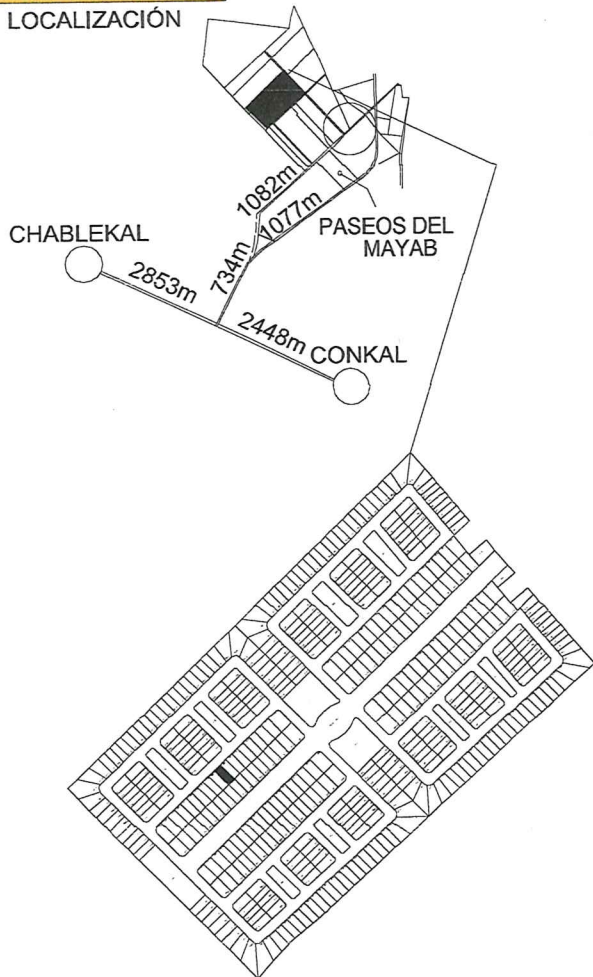 LOCALIZACIÓN
1082m
1077m
PASEOS DEL
MAYAB
CHABLEKAL
734m
2853m
2448m
CONKAL